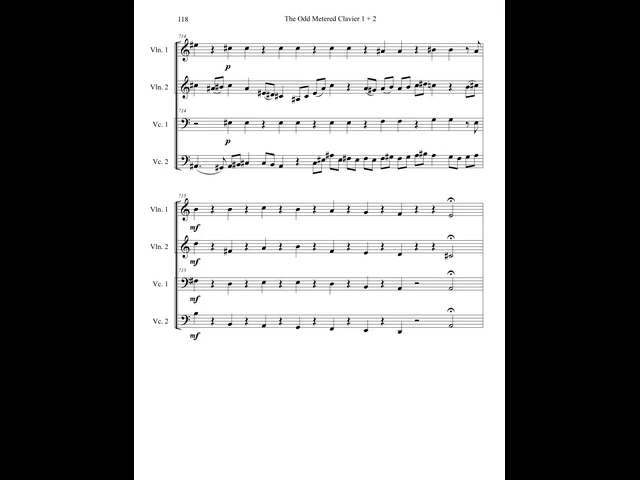 118
The Odd Metered Clavier 1 + 2
714
Vln. 1
p
Vln. 2
714
Vc. 1
p
Vc. 2
715
Vln. 1
mf
Vln. 2
mf
715
Vc. 1
mf
Vc. 2
mf